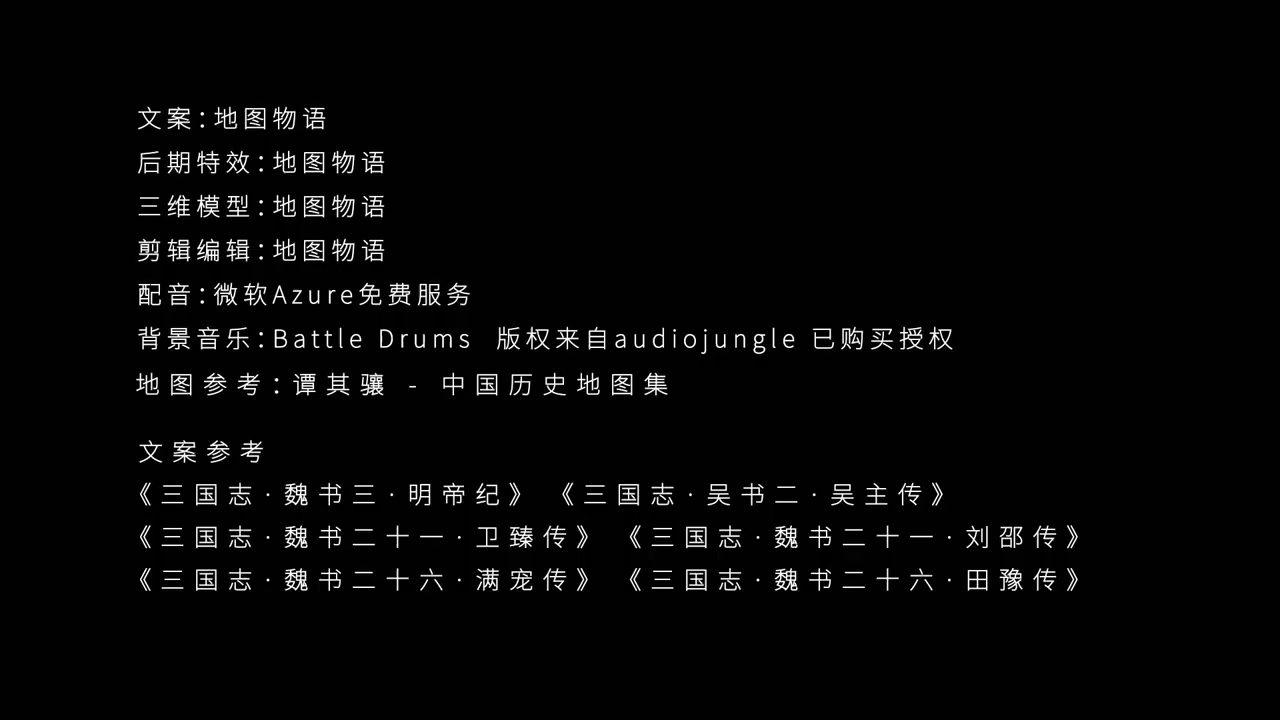 文案:地图物语
后期特效:地图物语
三维模型:地图物语
剪辑编辑:地图物语
配音:微软Azure免费服务
背景音乐:Battle Drums 版权来自audiojungle 已购买授权
地图参考:谭其骧 - 中国历史地图集
文案参考
《三国志·魏书三·明帝纪》 《三国志·吴书二·吴主传》
《三国志·魏书二十一·卫臻传》 《三国志·魏书二十一·刘邵传》
《三国志·魏书二十六·满宠传》 《三国志·魏书二十六·田豫传》